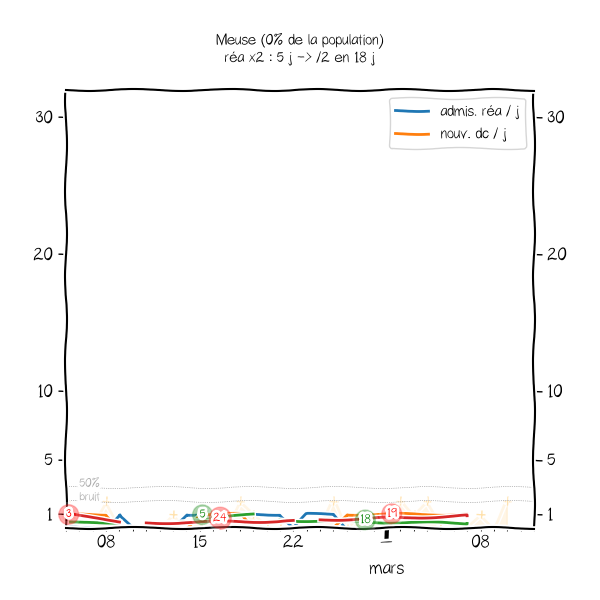 Meuse (0% de la population)
réa x2 : 5 j -> /2 en 18 j
admis. réa / j
nouv. dc / j
30 30
20 20
10 10
5 5
50%
bruit
1 3 5 24 18 19 1
08 15 22 1 08
mars